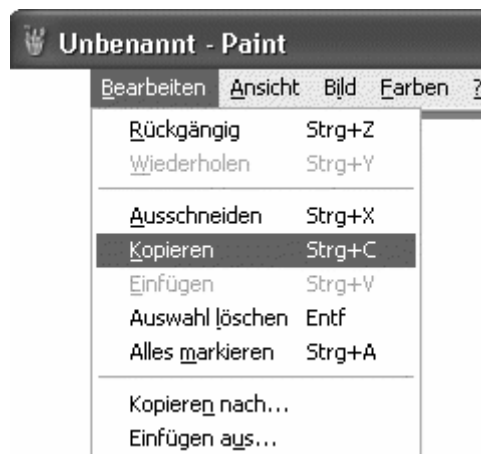 Unbenannt - Paint
Bearbeiten Ansicht Bild Farben ?
Rückgängig Strg+Z
Wiederholen Strg+Y
Ausschneiden Strg+X
Kopieren Strg+C
Einfügen Strg+V
Auswahl löschen Entf
Alles markieren Strg+A
Kopieren nach...
Einfügen aus...